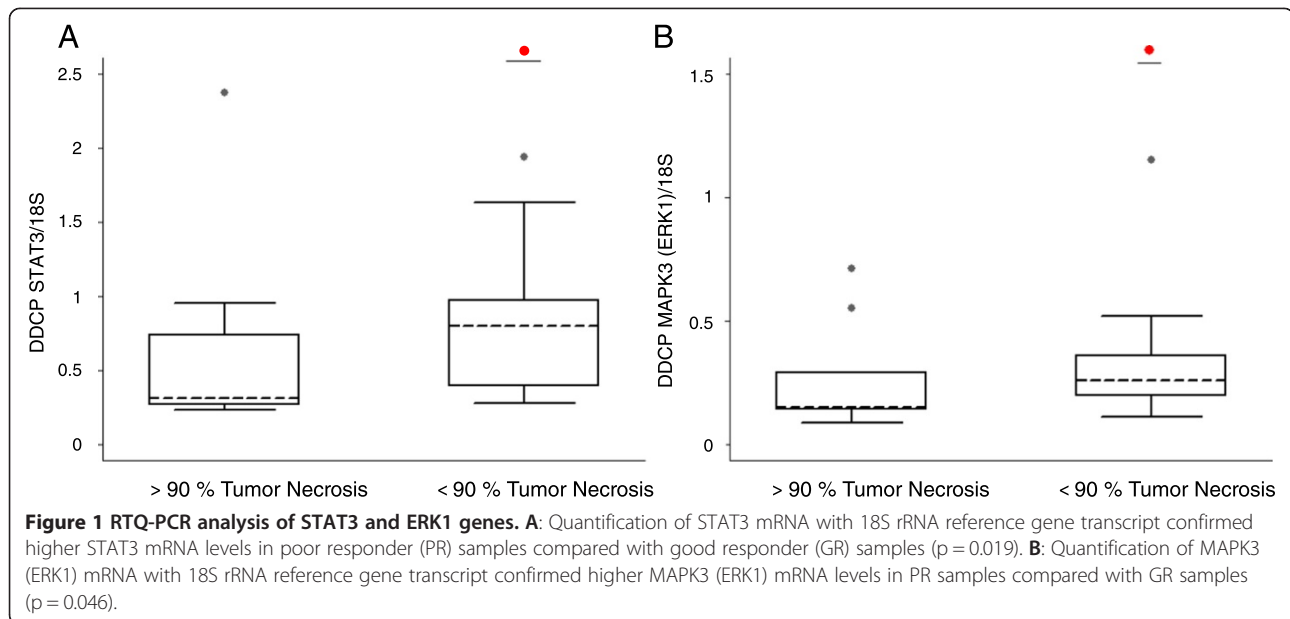 A
DDCP STAT3/18S
2.5
2
1.5
1
0.5
0
> 90 % Tumor Necrosis
< 90 % Tumor Necrosis
B
DDCP MAPK3 (ERK1)/18S
1.5
1
0.5
0
> 90 % Tumor Necrosis
< 90 % Tumor Necrosis
Figure 1 RTQ-PCR analysis of STAT3 and ERK1 genes. A: Quantification of STAT3 mRNA with 18S rRNA reference gene transcript confirmed
higher STAT3 mRNA levels in poor responder (PR) samples compared with good responder (GR) samples (p = 0.019). B: Quantification of MAPK3
(ERK1) mRNA with 18S rRNA reference gene transcript confirmed higher MAPK3 (ERK1) mRNA levels in PR samples compared with GR samples
(p = 0.046).